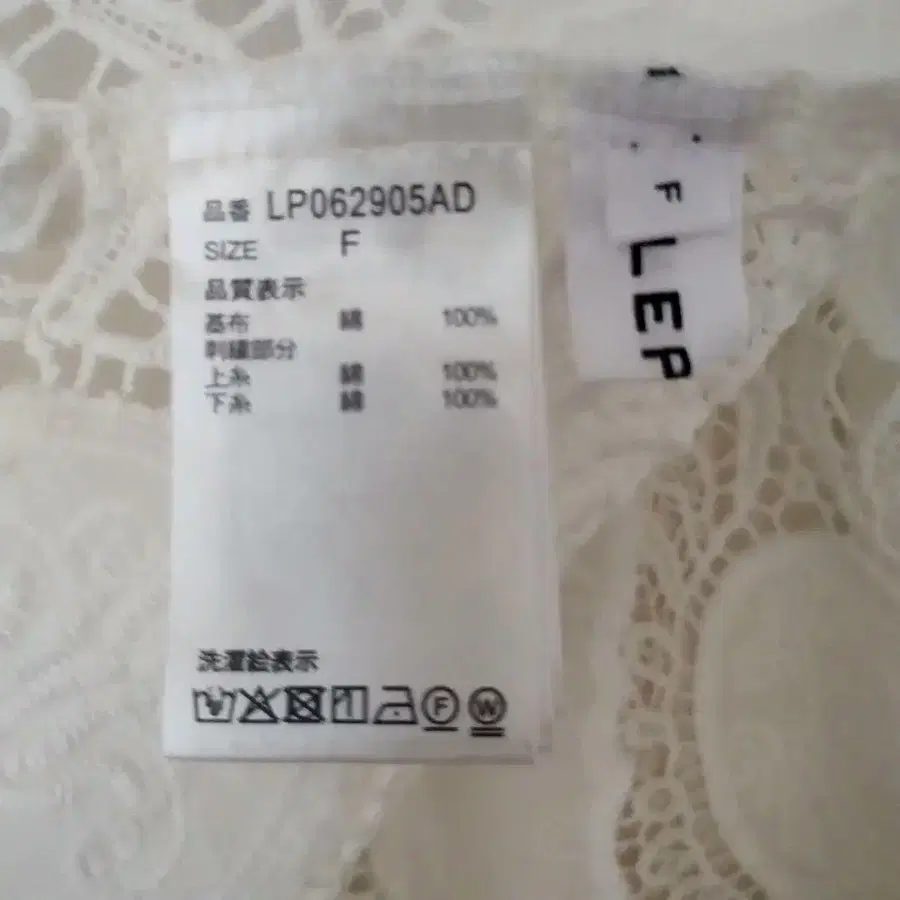 品番 LP062905AD
SIZE F
品質表示
基布 綿 100%
刺繍部分
上糸 綿 100%
下糸 綿 100%
洗濯絵表示
F W
F
LEP